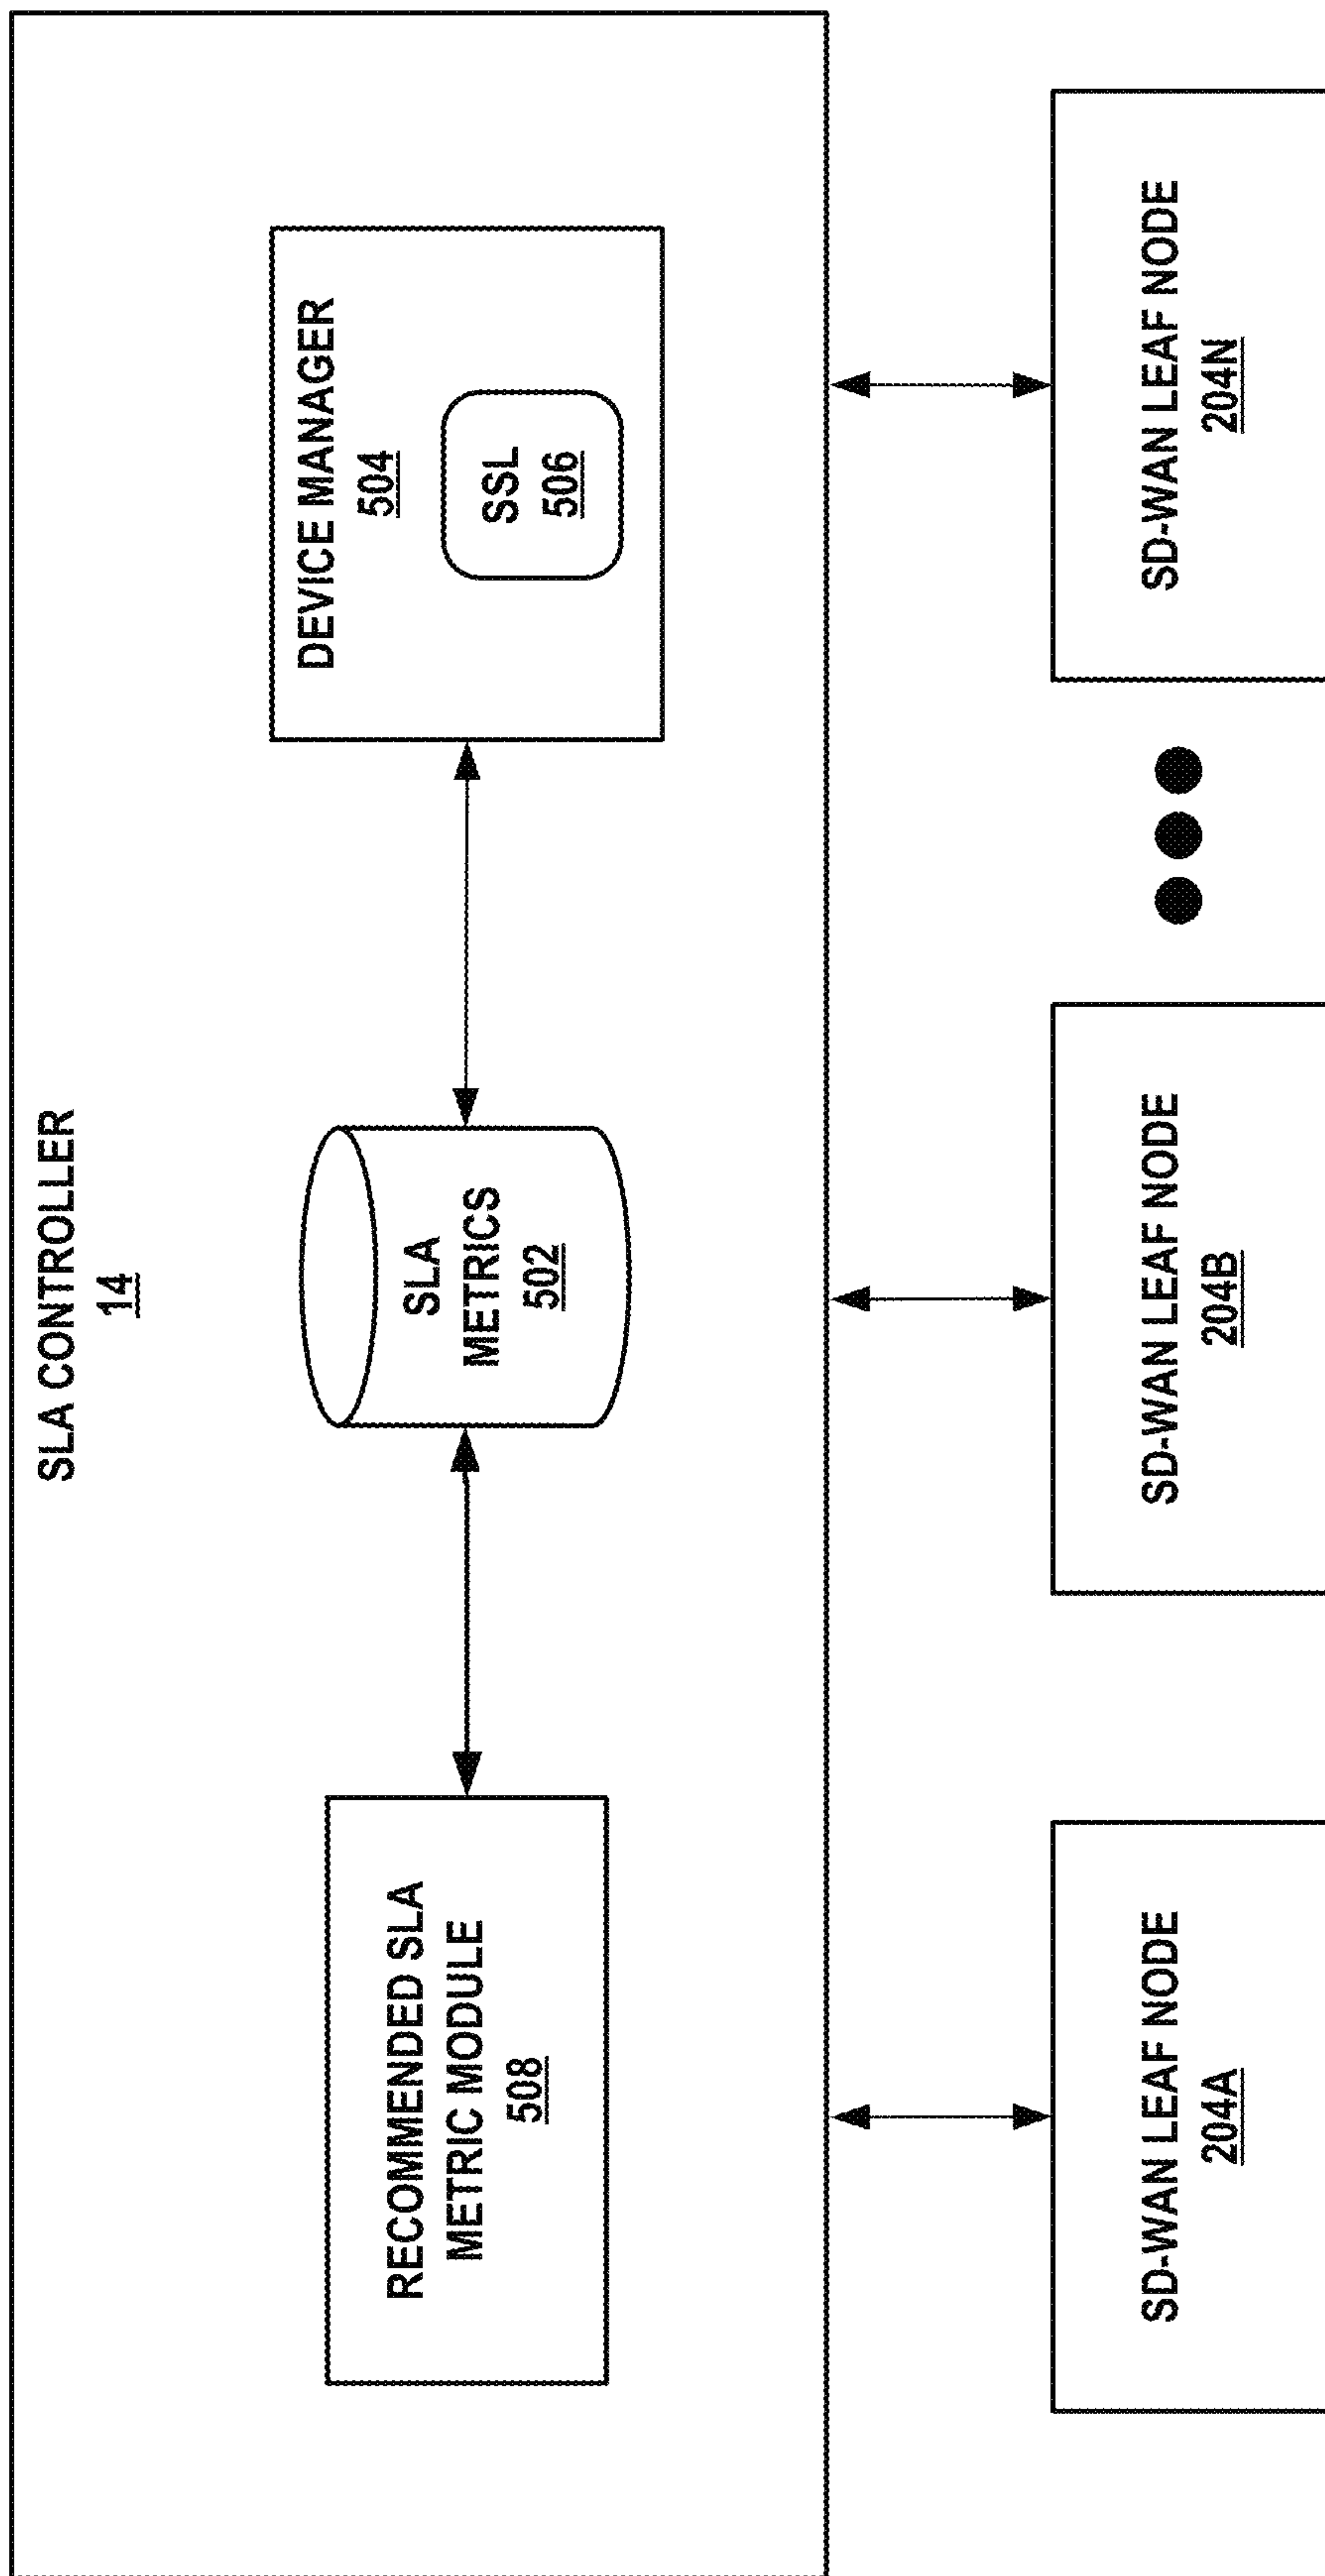 SLA CONTROLLER
14
RECOMMENDED SLA
METRIC MODULE
508
SLA
METRICS
502
DEVICE MANAGER
504
SSL
506
SD-WAN LEAF NODE
204A
SD-WAN LEAF NODE
204B
SD-WAN LEAF NODE
204N